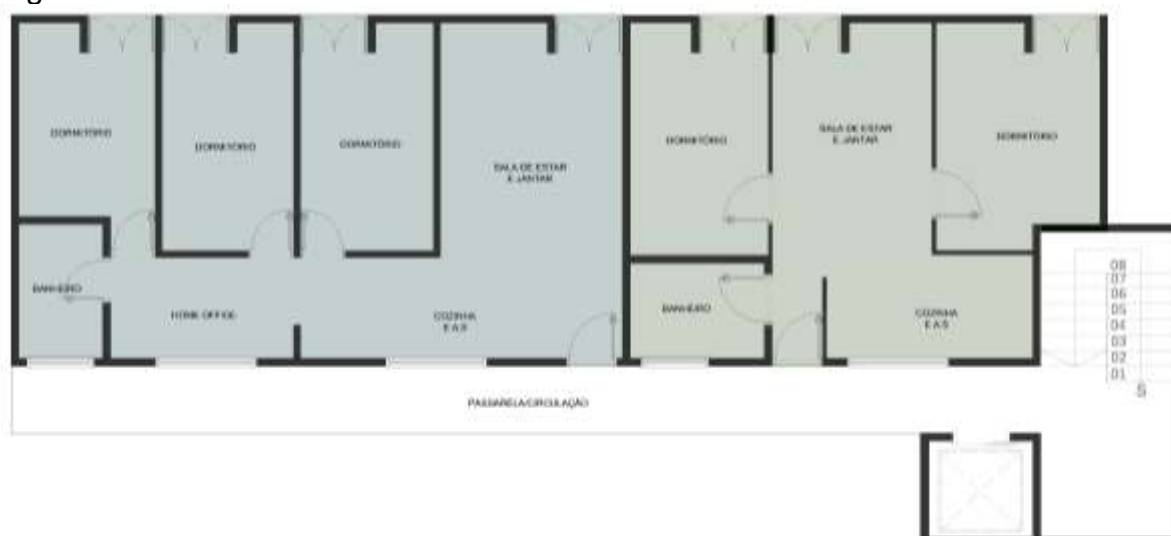 DORMITÓRIO
DORMITÓRIO
DORMITÓRIO
SALA DE ESTAR
E JANTAR
DORMITÓRIO
SALA DE ESTAR
E JANTAR
DORMITÓRIO
BANHEIRO
HOME OFFICE
COZINHA
E A.S
BANHEIRO
COZINHA
E A.S
08
07
06
05
04
03
02
01
S
PASSARELA/CIRCULAÇÃO